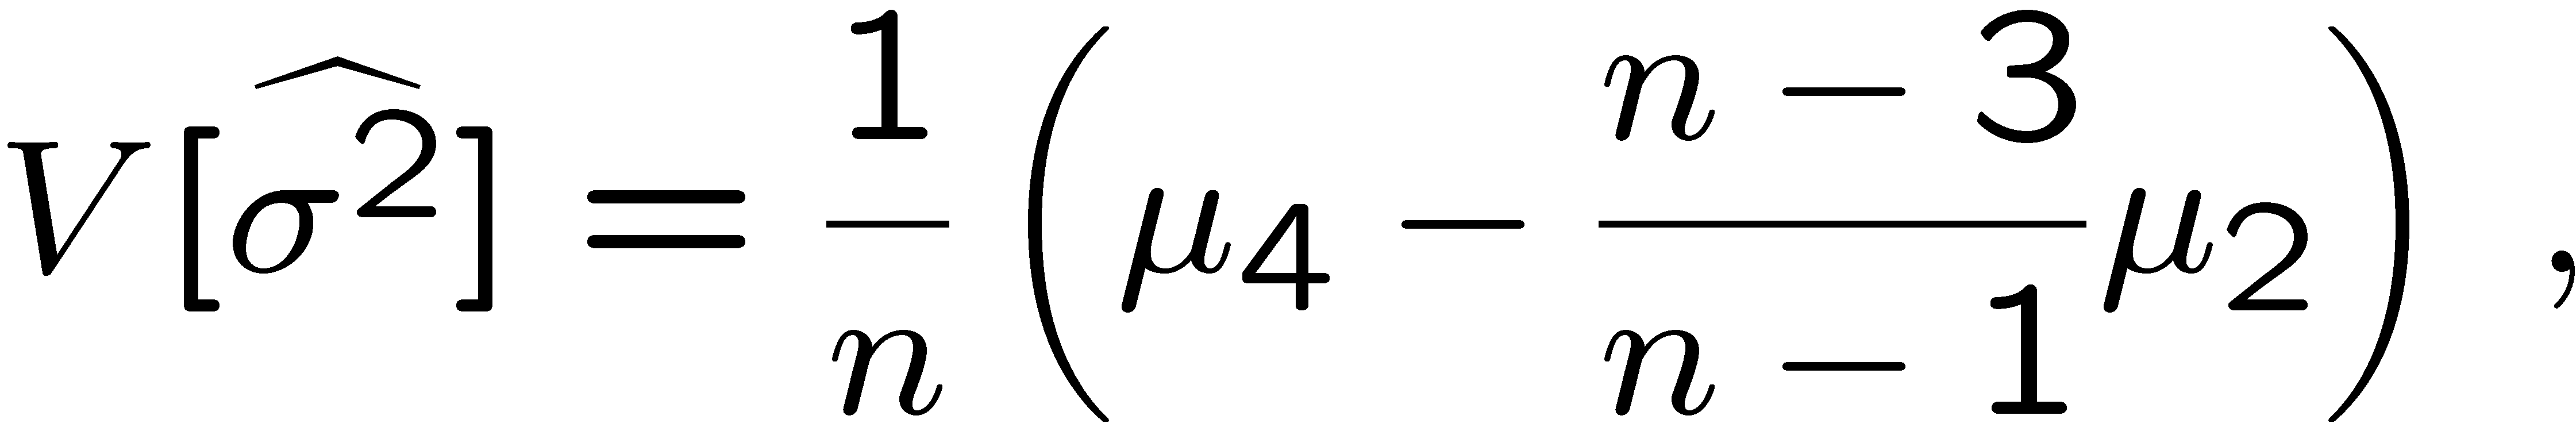 $V[\widehat{\sigma^2}] = \frac{1}{n} \left( \mu_4 - \frac{n-3}{n-1} \mu_2 \right) ,$